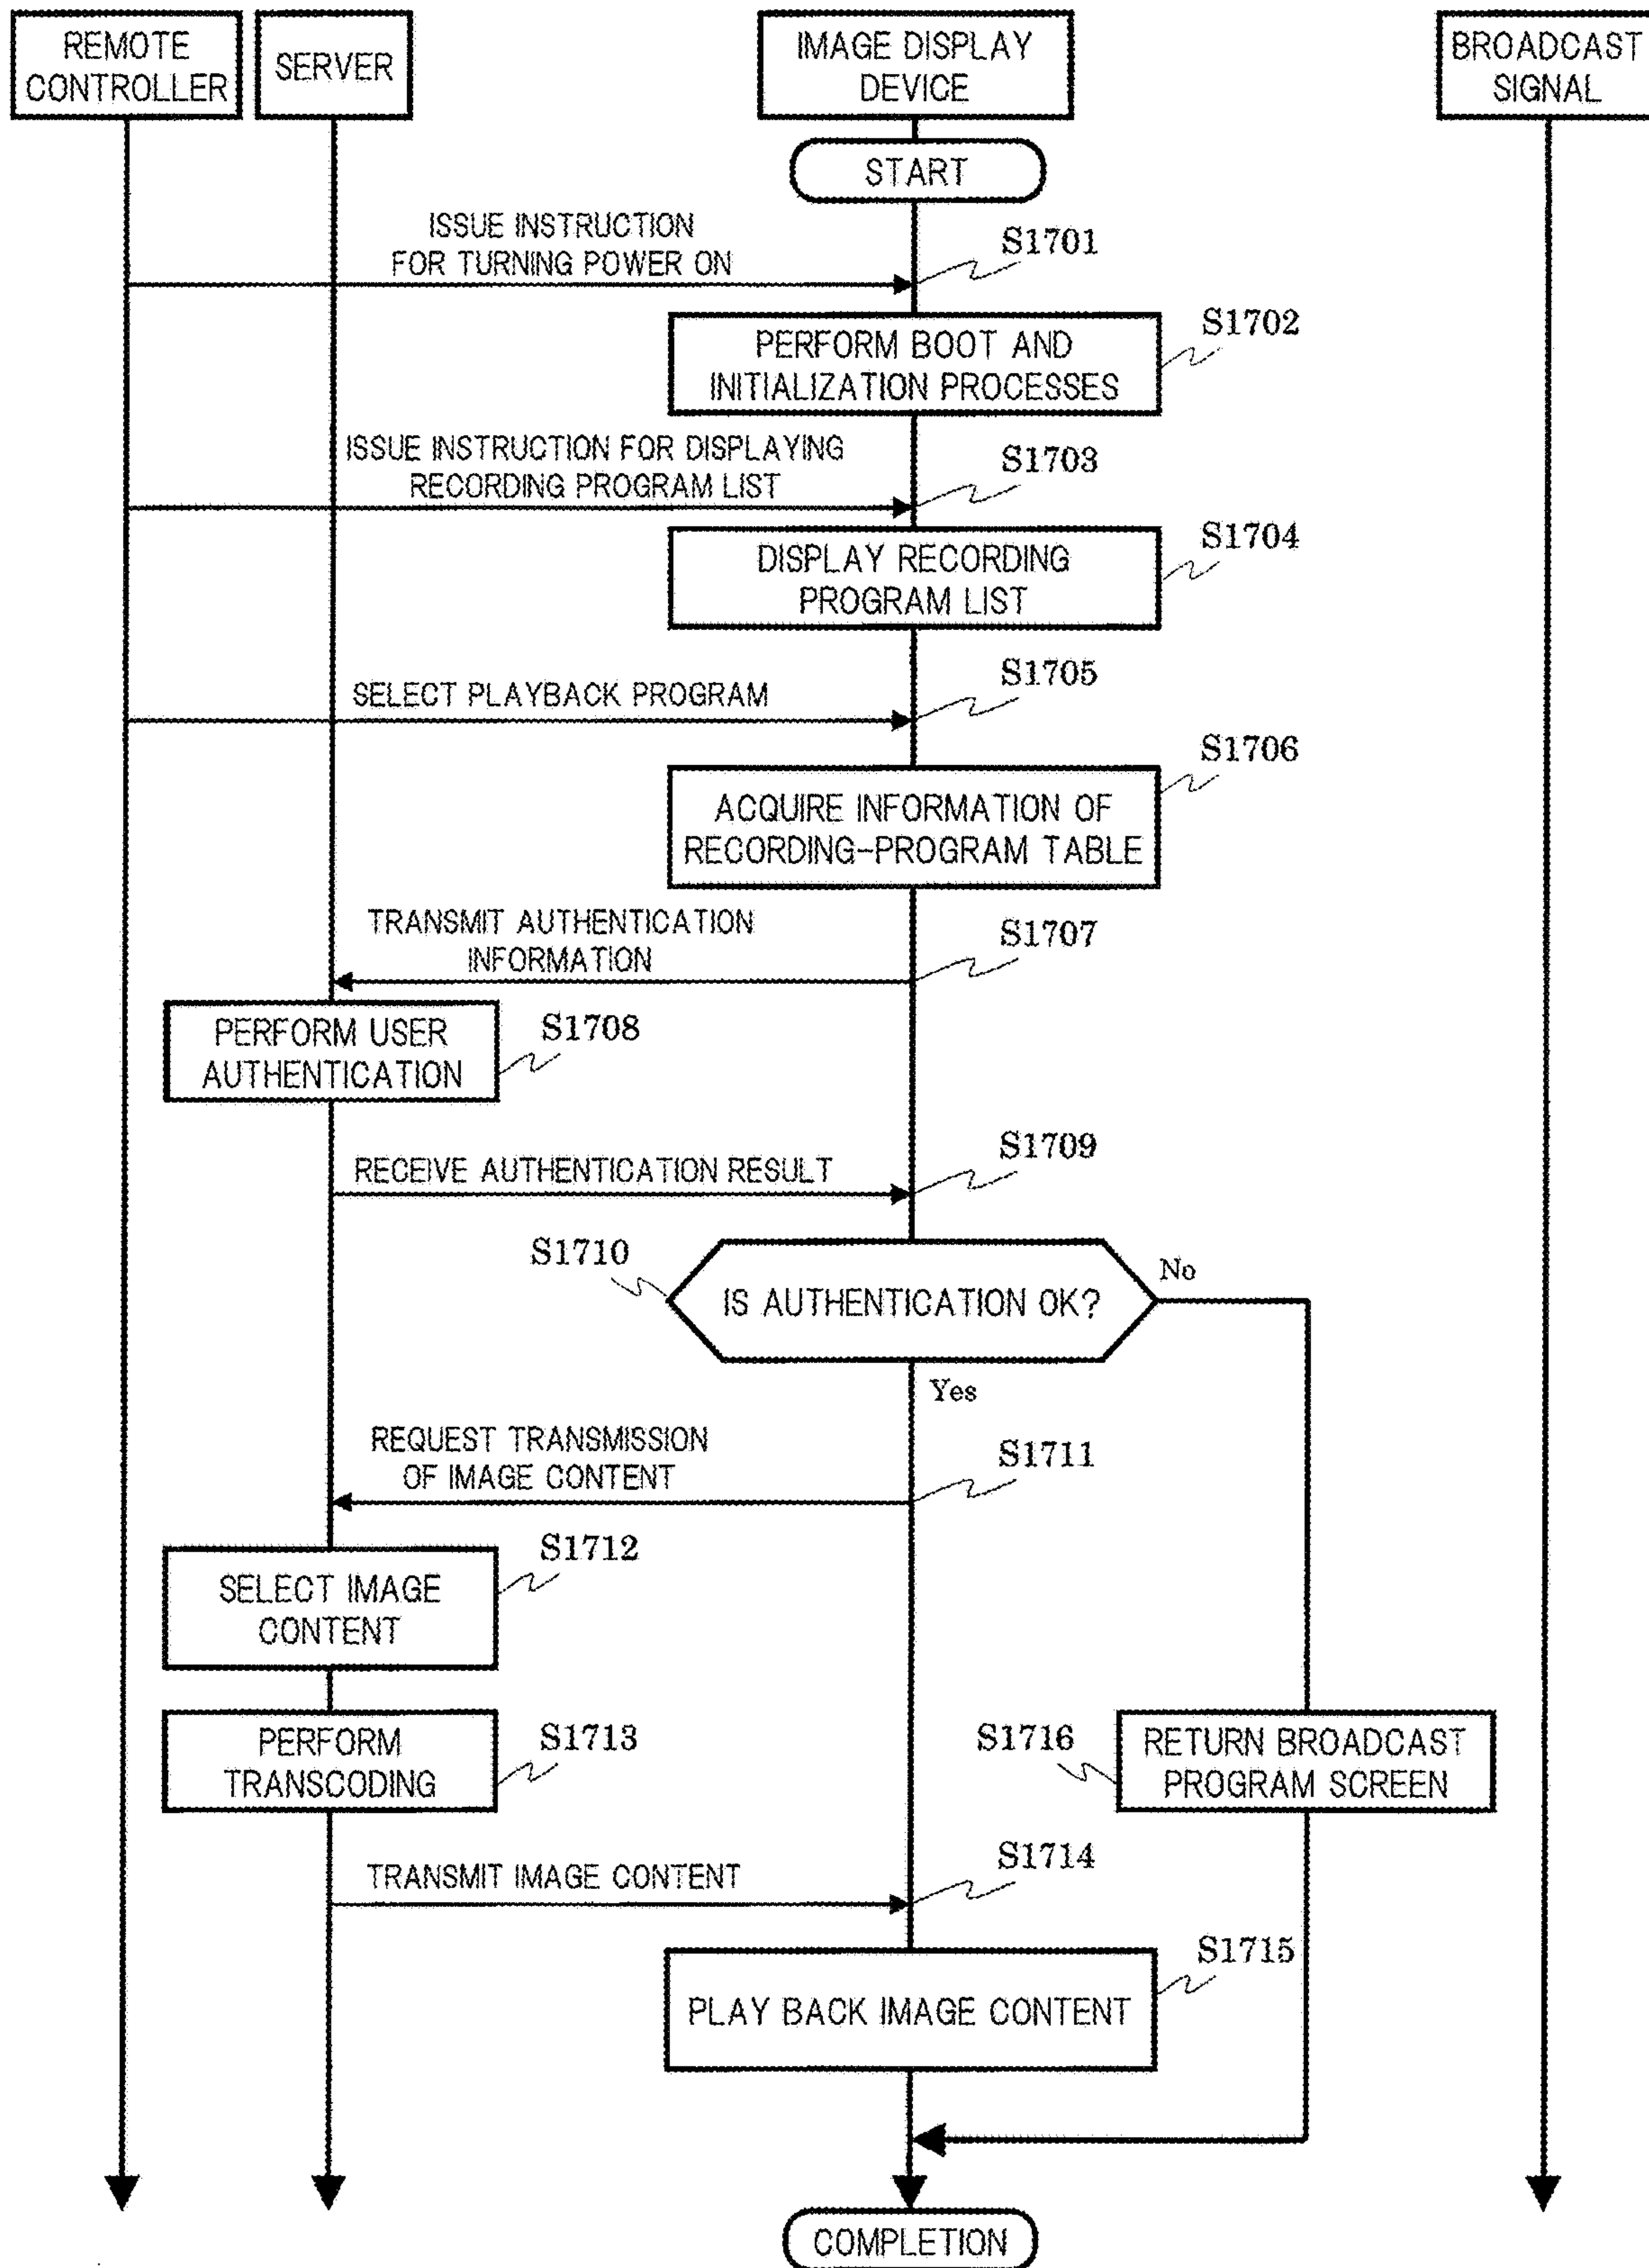 REMOTE
CONTROLLER
SERVER
IMAGE DISPLAY
DEVICE
BROADCAST
SIGNAL
START
ISSUE INSTRUCTION
FOR TURNING POWER ON
S1701
PERFORM BOOT AND
INITIALIZATION PROCESSES
S1702
ISSUE INSTRUCTION FOR DISPLAYING
RECORDING PROGRAM LIST
S1703
DISPLAY RECORDING
PROGRAM LIST
S1704
SELECT PLAYBACK PROGRAM
S1705
ACQUIRE INFORMATION OF
RECORDING-PROGRAM TABLE
S1706
TRANSMIT AUTHENTICATION
INFORMATION
S1707
PERFORM USER
AUTHENTICATION
S1708
RECEIVE AUTHENTICATION RESULT
S1709
S1710
IS AUTHENTICATION OK?
No
Yes
REQUEST TRANSMISSION
OF IMAGE CONTENT
S1711
SELECT IMAGE
CONTENT
S1712
PERFORM
TRANSCODING
S1713
S1716
RETURN BROADCAST
PROGRAM SCREEN
TRANSMIT IMAGE CONTENT
S1714
PLAY BACK IMAGE CONTENT
S1715
COMPLETION